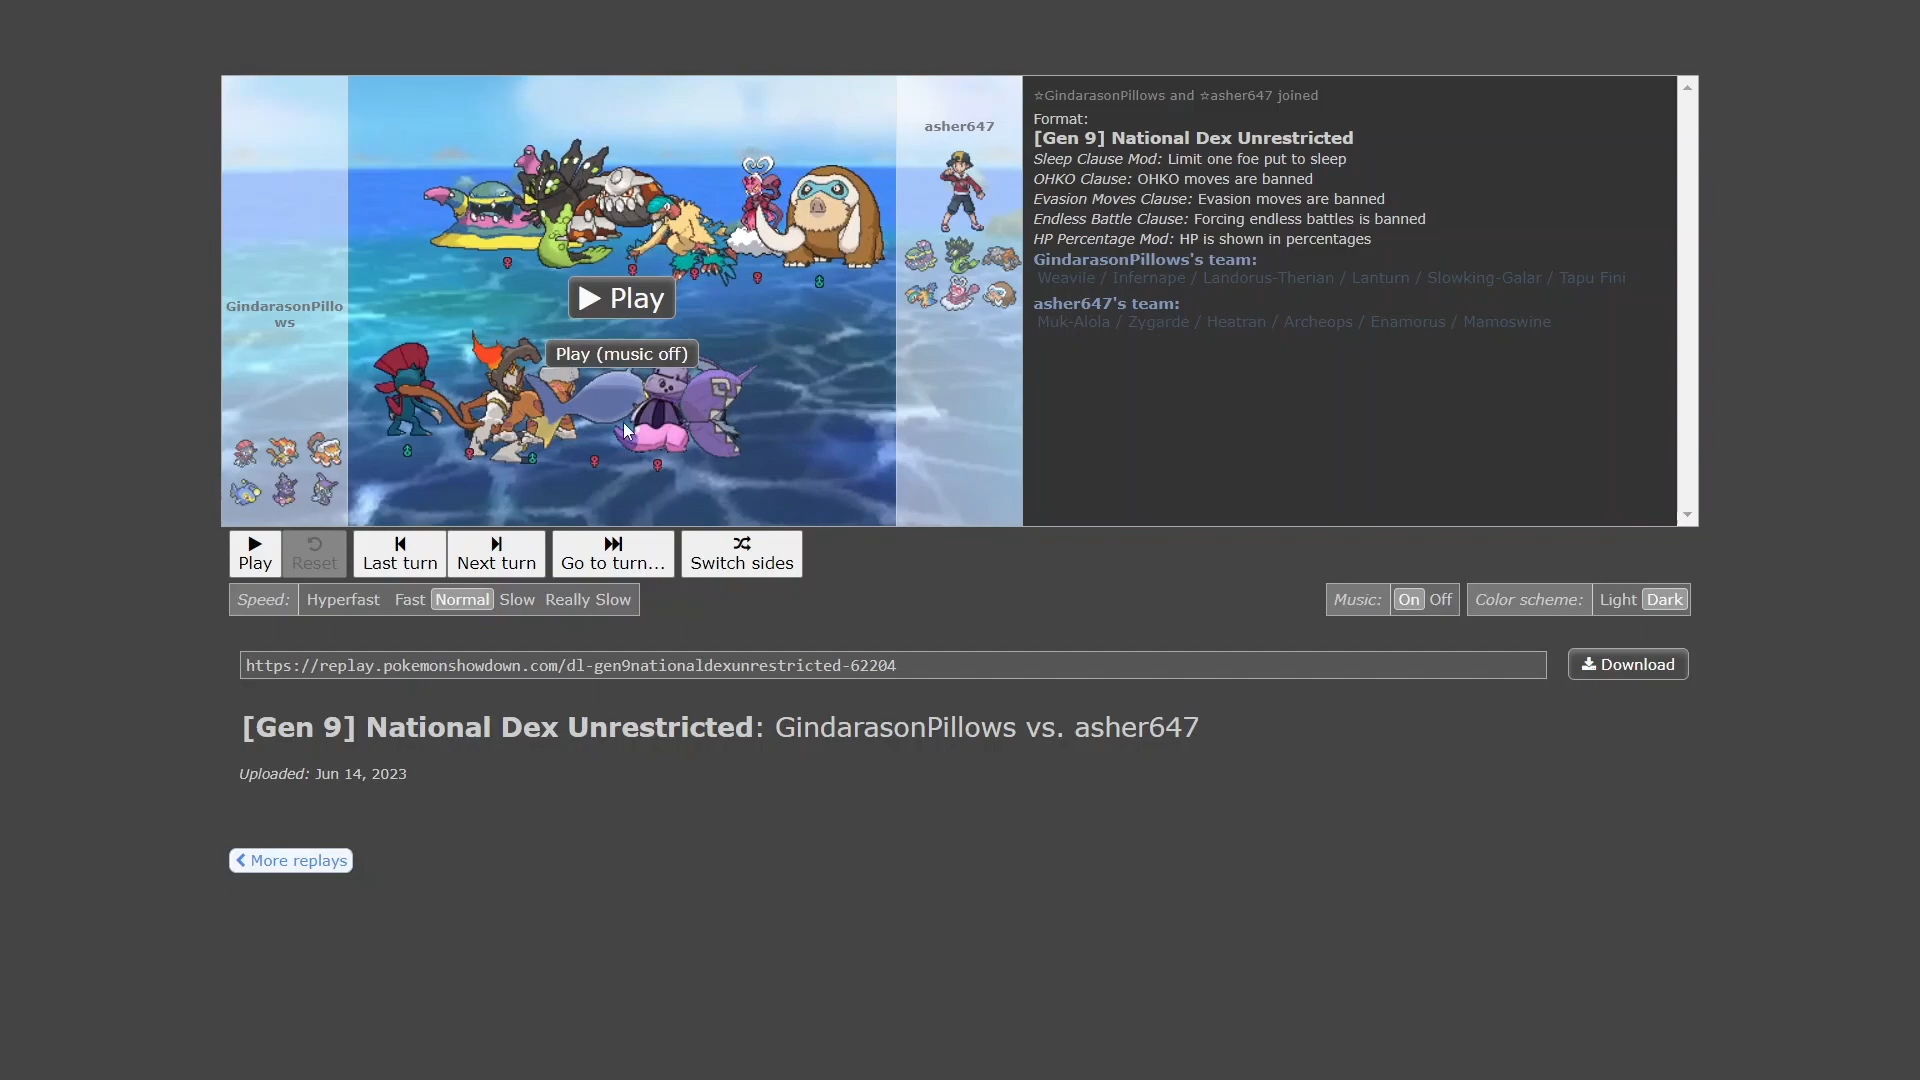 GindarasonPillo
ws
asher647
Play
Play (music off)
☆GindarasonPillows and ☆asher647 joined
Format:
[Gen 9] National Dex Unrestricted
Sleep Clause Mod: Limit one foe put to sleep
OHKO Clause: OHKO moves are banned
Evasion Moves Clause: Evasion moves are banned
Endless Battle Clause: Forcing endless battles is banned
HP Percentage Mod: HP is shown in percentages
GindarasonPillows's team:
Weavile / Infernape / Landorus-Therian / Lanturn / Slowking-Galar / Tapu Fini
asher647's team:
Muk-Alola / Zygarde / Heatran / Archeops / Enamorus / Mamoswine
Play Reset Last turn Next turn Go to turn... Switch sides
Speed: Hyperfast Fast Normal Slow Really Slow Music: On Off Color scheme: Light Dark
https://replay.pokemonshowdown.com/dl-gen9nationaldexunrestricted-62204 Download
[Gen 9] National Dex Unrestricted: GindarasonPillows vs. asher647
Uploaded: Jun 14, 2023
More replays